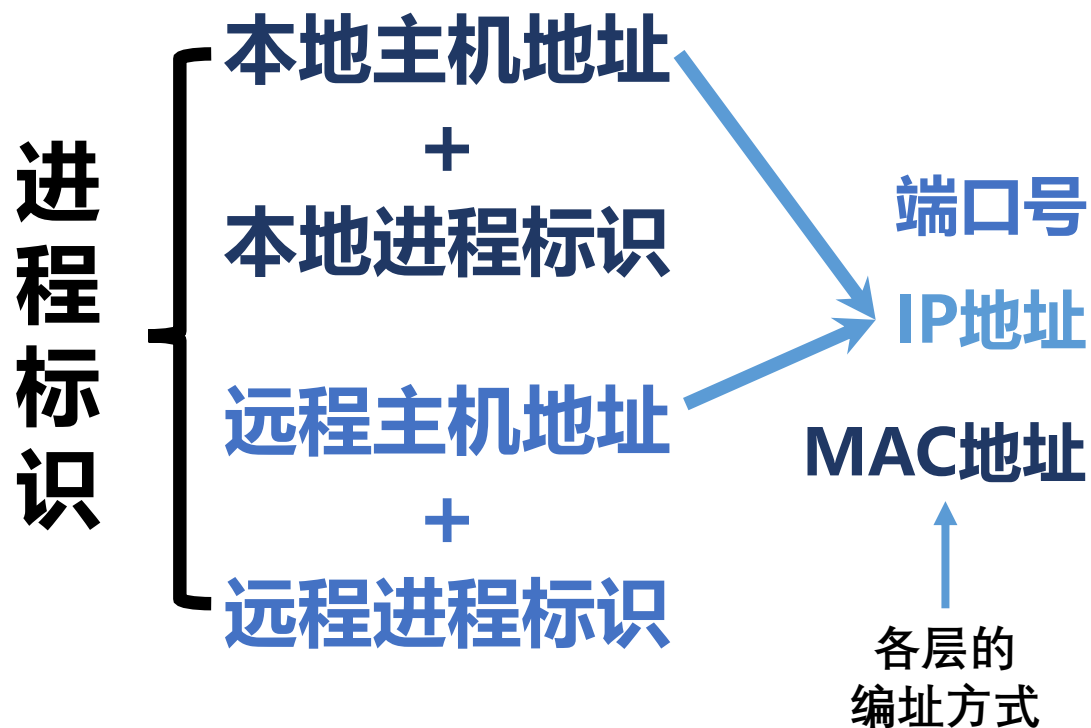 进程标识
本地主机地址
+
本地进程标识
远程主机地址
+
远程进程标识
端口号
IP地址
MAC地址
各层的
编址方式